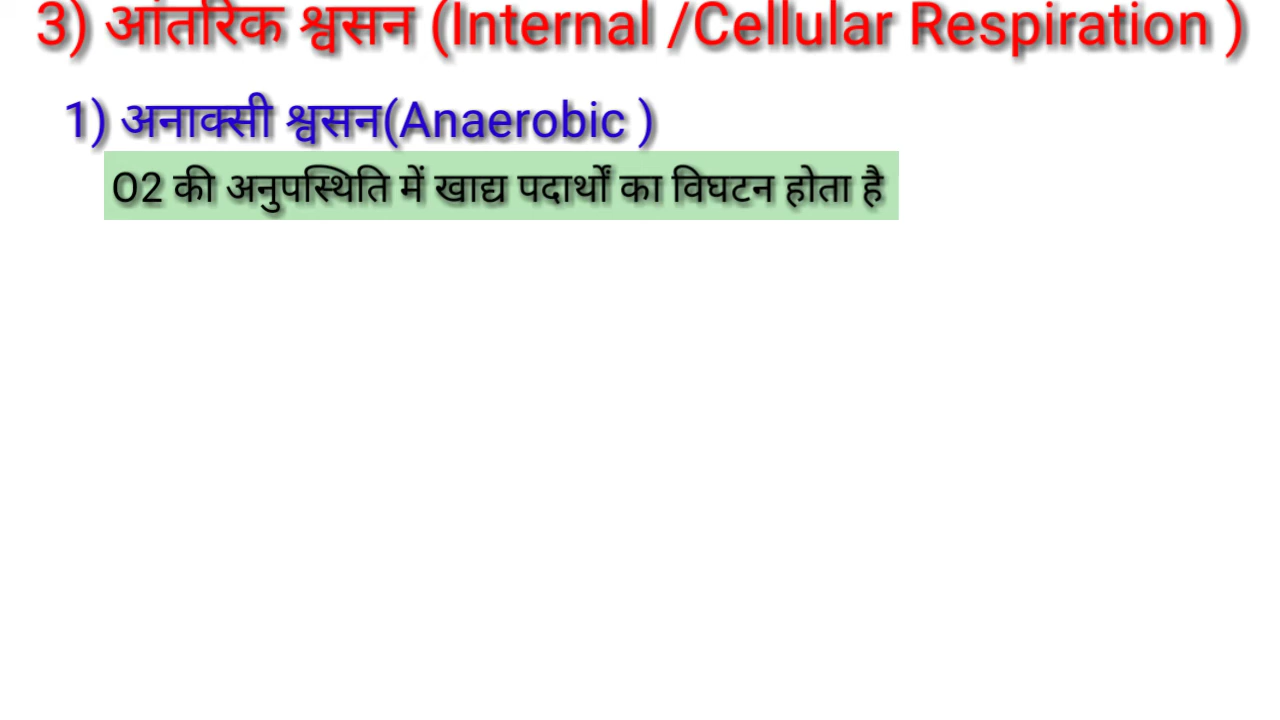 3) आंतरिक श्वसन (Internal /Cellular Respiration )
1) अनाक्सी श्वसन(Anaerobic )
O2 की अनुपस्थिति में खाद्य पदार्थों का विघटन होता है